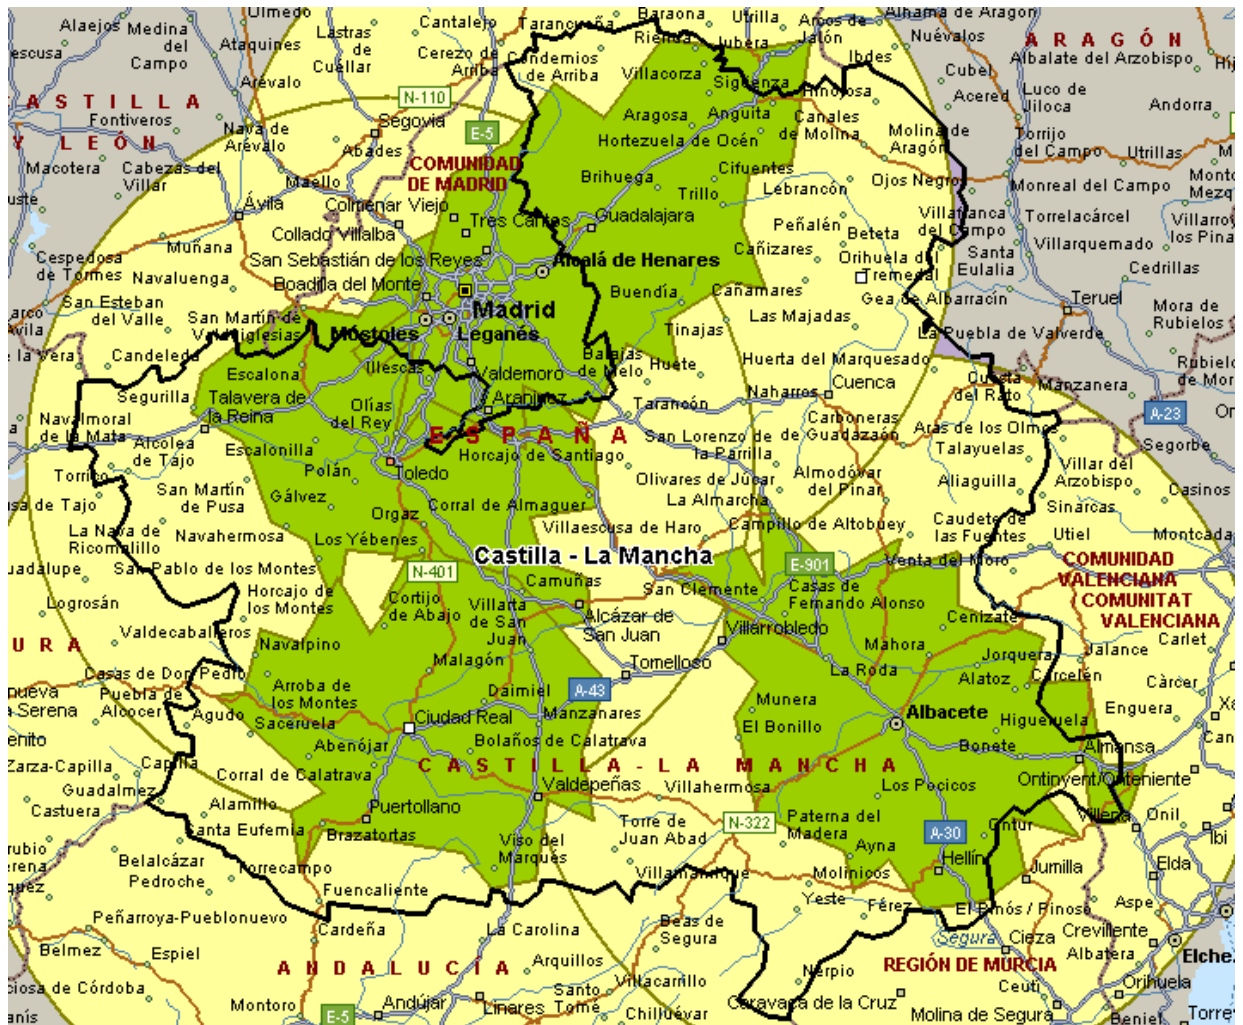 Olmedo
Cantalejo
Baraona
Utrilla
Arcos de
Jalón
Alhama de Aragón
Alaejos
Medina
del
Campo
Lastras
de
Cuellar
Tarancueña
Rienda
Jubera
Nuévalos
ARAGÓN
Ataquines
Cerezo de
Arriba
Condemios
de Arriba
Villacorza
Ibdes
Albalate del Arzobispo
Cubel
Arévalo
Sigüenza
Hinojosa
Acered
Luco de
Jiloca
CASTILLA
Y LEÓN
Fontiveros
N-110
Segovia
Aragosa
Anguita
Canales
de Molina
Andorra
Nava de
Arévalo
E-5
Hortezuela de Océn
Molina de
Aragón
Torrijo
del Campo
Utrillas
Abades
COMUNIDAD
DE MADRID
Macotera
Cabezas del
Villar
Maello
Brihuega
Cifuentes
Trillo
Lebrancón
Ojos Negros
Monreal del Campo
Ávila
Colmenar Viejo
Tres Cantas
Guadalajara
Peñalén
Beteta
Villafranca
del Campo
Torrelacárcel
Collado Villalba
Muñana
Cañizares
Santa
Eulalia
Villarquemado
Cespedosa
de Tormes
San Sebastián de los Reyes
Alcalá de Henares
Orihuela del
Tremedal
Cedrillas
Navaluenga
Boadilla del Monte
Buendía
Cañamares
Gea de Albarracín
San Esteban
del Valle
San Martín de
Valdeiglesias
Madrid
Teruel
Mora de
Rubielos
Móstoles
Leganés
Tinajas
Las Majadas
La Puebla de Valverde
Candeleda
Illescas
Balajas
de Melo
Huete
Huerta del Marquesado
Escalona
Valdemoro
Segurilla
Talavera de
la Reina
Aranjuez
Naharros
Cuenca
Cuesta
del Rato
Manzanera
Navalmoral
de la Mata
Olías
del Rey
Tarancón
Carboneras
de Guadazaón
A-23
Alcolea
de Tajo
Escalonilla
ESPAÑA
San Lorenzo de
la Parrilla
Aras de los Olmos
Talayuelas
Segorbe
Horcajo de Santiago
Torrico
Polán
Toledo
Olivares de Júcar
Almodóvar
del Pinar
Villar del
Arzobispo
Casinos
San Martín
de Pusa
Gálvez
Corral de Almaguer
La Almarcha
Aliaguilla
Sinarcas
Orgaz
Villaescusa de Haro
Campillo de Altobuey
Caudete de
las Fuentes
Utiel
Montcada
La Nava de
Ricomalillo
Navahermosa
Los Yébenes
Castilla - La Mancha
E-901
Venta del Moro
COMUNIDAD
VALENCIANA
COMUNITAT
VALENCIANA
San Pablo de los Montes
N-401
Camuñas
San Clemente
Casas de
Fernando Alonso
Logrosán
Horcajo de
los Montes
Cortijo
de Abajo
Villarta
de San
Juan
Alcázar de
San Juan
Cenizate
Valdecaballeros
Navalpino
Villarrobledo
Mahora
Carlet
Jalance
Malagón
Tomelloso
La Roda
Jorquera
Casas de Don Pedro
Carcelén
Càrcer
Puebla de
Alcocer
Arroba de
los Montes
Daimiel
A-43
Munera
Alatoz
Enguera
Agudo
Saceruela
Ciudad Real
Manzanares
El Bonillo
Albacete
Higueruela
Abenójar
Bolaños de Calatrava
Bonete
Almansa
Zarza-Capilla
Capilla
Corral de Calatrava
CASTILLA-LA MANCHA
Ontinyent/Onteniente
Guadalmez
Valdepeñas
Villahermosa
Los Pocicos
Castuera
Alamillo
Puertollano
Torre de
Juan Abad
N-322
Paterna del
Madera
A-30
Ontur
Villena
Onil
Ibi
Santa Eufemia
Brazatortas
Viso del
Marqués
Ayna
Belalcázar
Torrecampo
Villamanrique
Molinicos
Hellín
Jumilla
Elda
Pedroche
Fuencaliente
Yeste
Férez
El Pinós / Pinoso
Aspe
Peñarroya-Pueblonuevo
Cardeña
La Carolina
Beas de
Segura
Segura
Cieza
Crevillente
Belmez
Espiel
Albatera
Elche
ANDALUCÍA
Arquillos
Nerpio
REGIÓN DE MURCIA
Villacarrillo
Ceutí
Orihuela
Montoro
Andújar
Linares
Santo
Tomé
Caravaca de la Cruz
E-5
Chilluévar
Molina de Segura